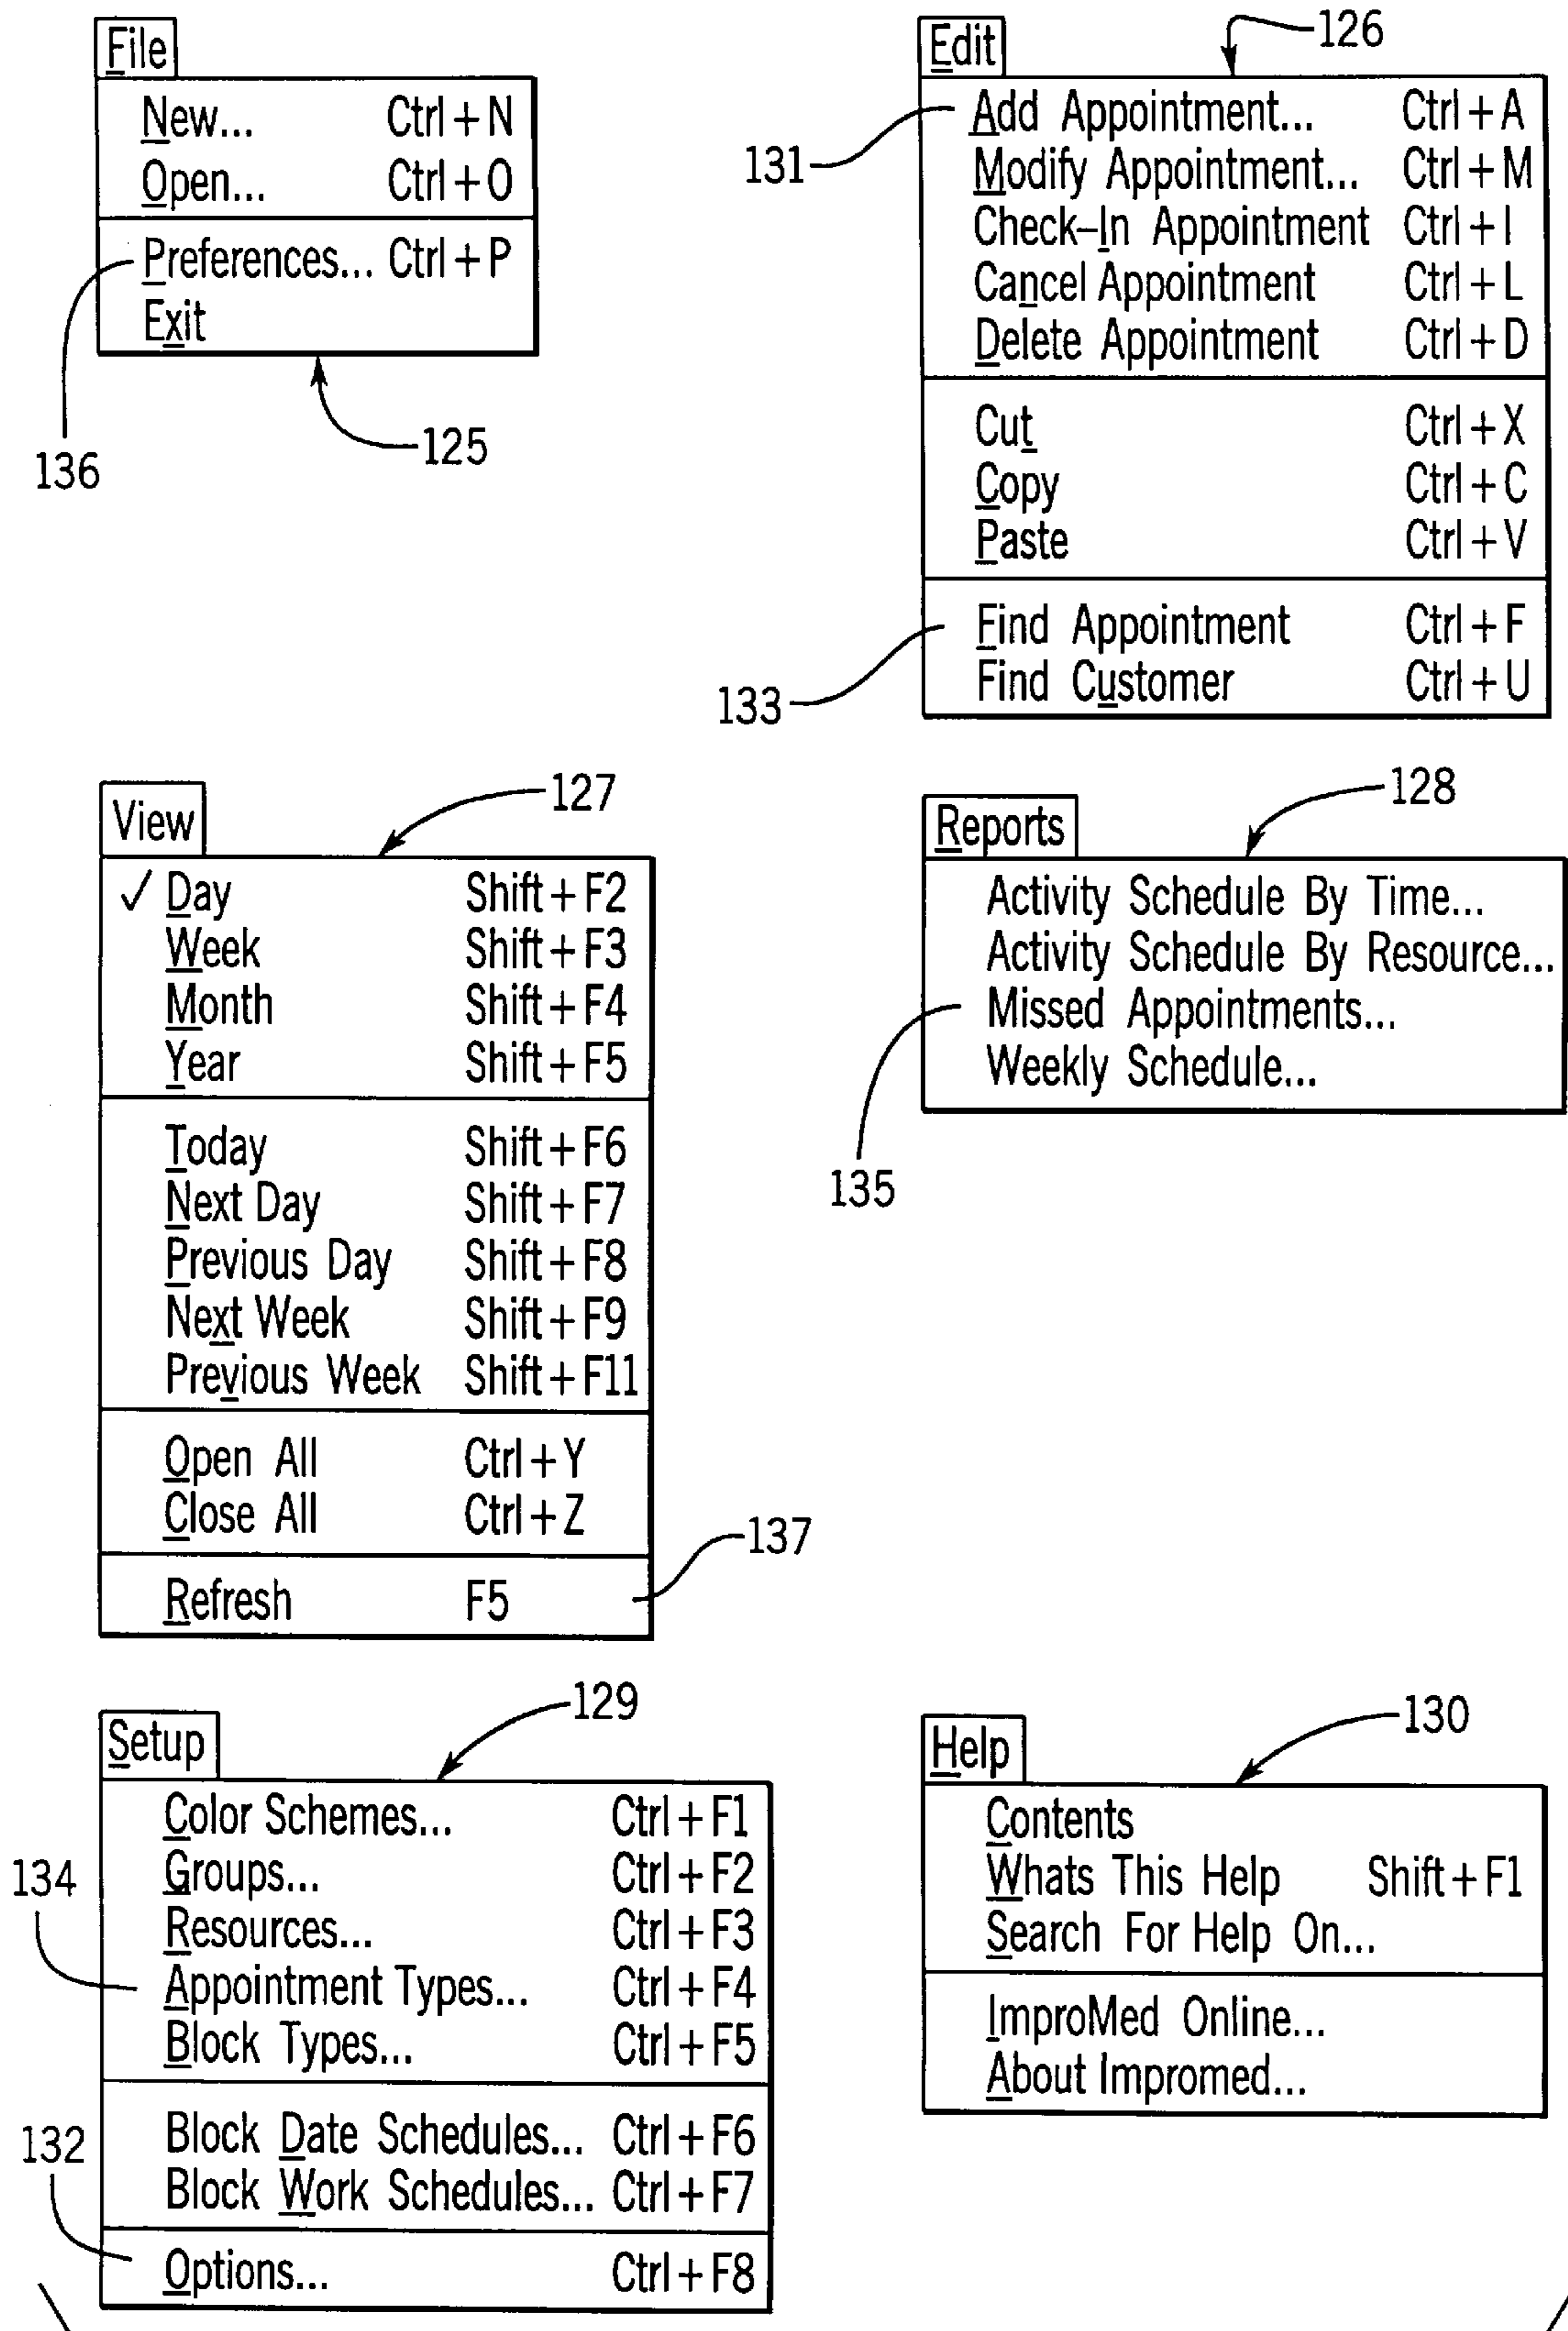 File
New... Ctrl+N
Open... Ctrl+O
Preferences... Ctrl+P
Exit
136
125
Edit
126
Add Appointment... Ctrl+A
131
Modify Appointment... Ctrl+M
Check-In Appointment Ctrl+I
Cancel Appointment Ctrl+L
Delete Appointment Ctrl+D
Cut Ctrl+X
Copy Ctrl+C
Paste Ctrl+V
Find Appointment Ctrl+F
Find Customer Ctrl+U
133
View
127
✓ Day Shift+F2
Week Shift+F3
Month Shift+F4
Year Shift+F5
Today Shift+F6
Next Day Shift+F7
Previous Day Shift+F8
Next Week Shift+F9
Previous Week Shift+F11
Open All Ctrl+Y
Close All Ctrl+Z
137
Refresh F5
Reports
128
Activity Schedule By Time...
Activity Schedule By Resource...
Missed Appointments...
Weekly Schedule...
135
Setup
129
Color Schemes... Ctrl+F1
Groups... Ctrl+F2
134
Resources... Ctrl+F3
Appointment Types... Ctrl+F4
Block Types... Ctrl+F5
Block Date Schedules... Ctrl+F6
132
Block Work Schedules... Ctrl+F7
Options... Ctrl+F8
Help
130
Contents
Whats This Help Shift+F1
Search For Help On...
ImproMed Online...
About Impromed...